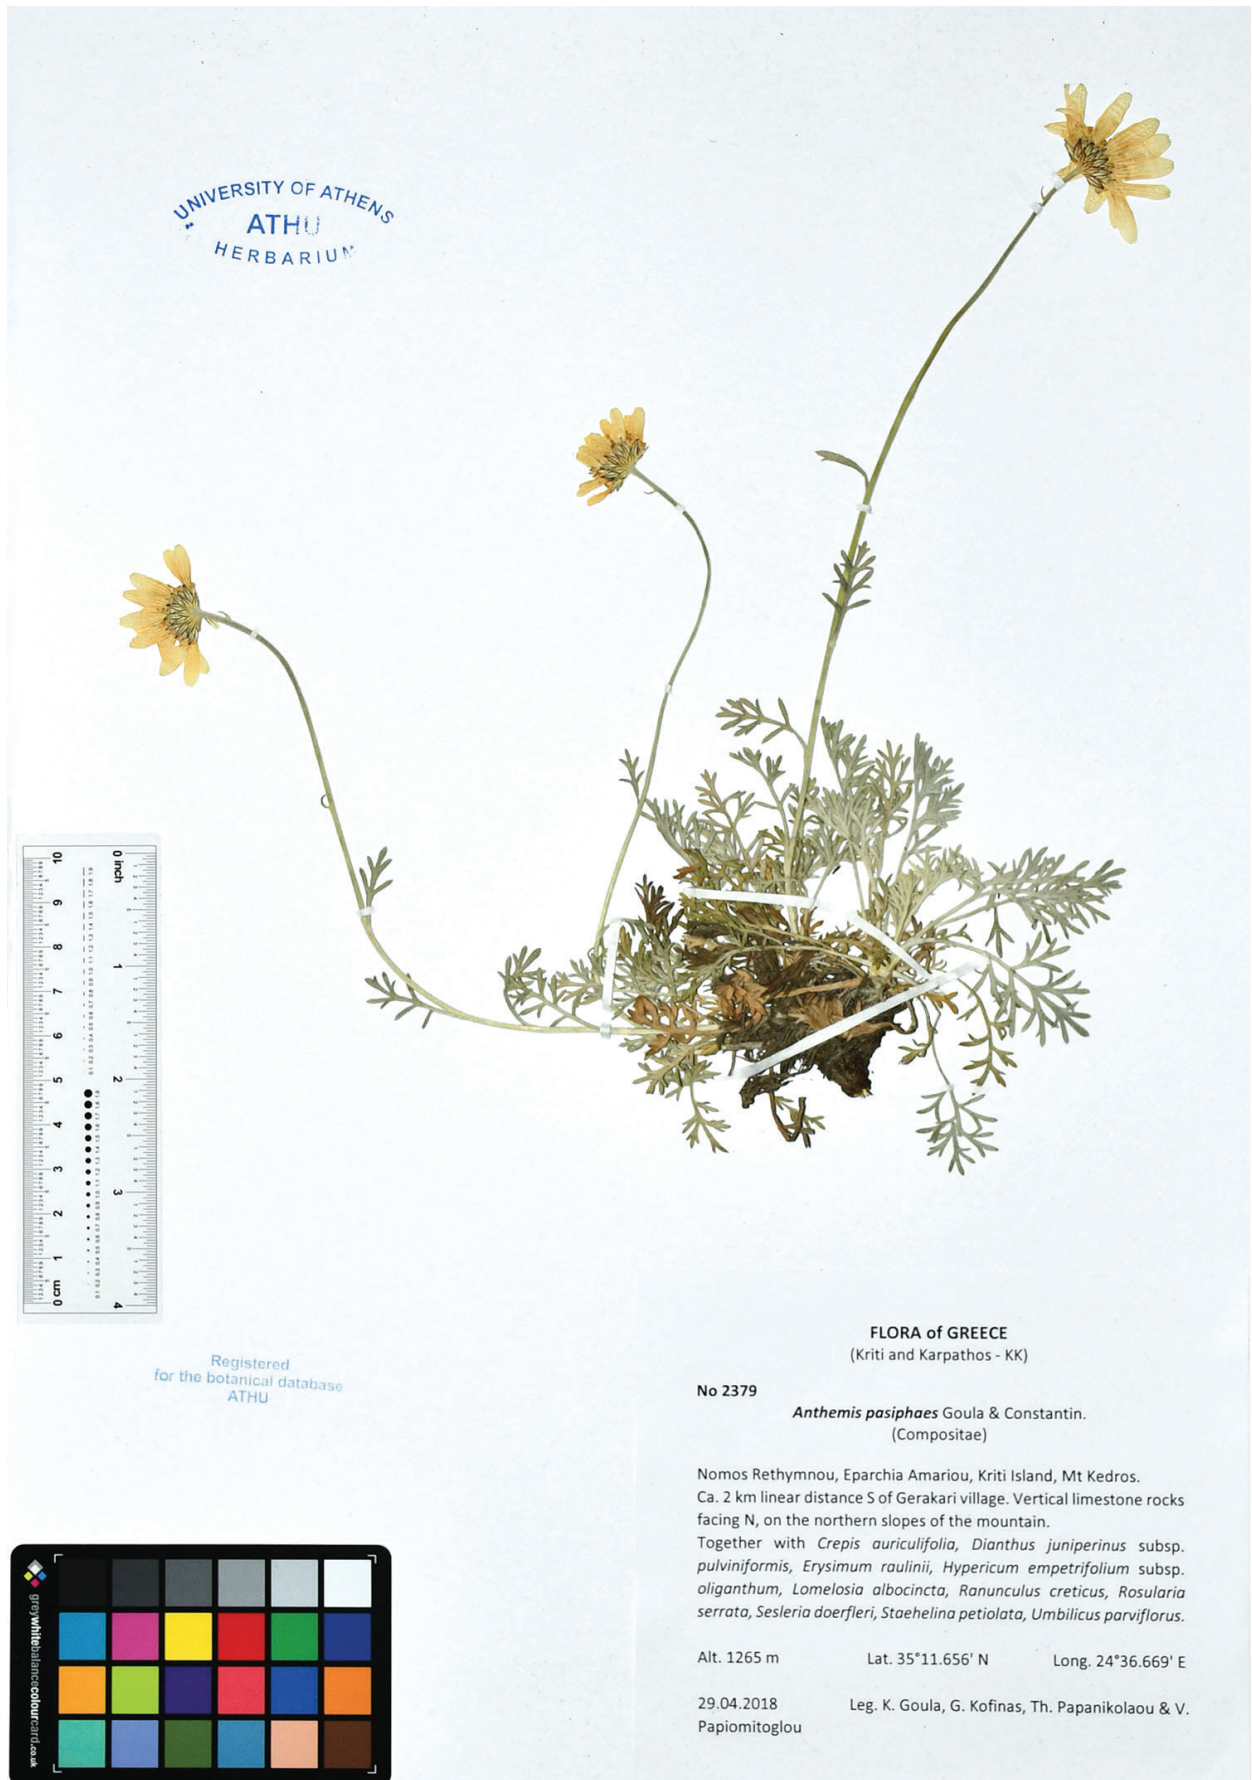 UNIVERSITY OF ATHENS
ATHU
HERBARIUM
10
9
8
7
6
5
4
3
2
1
0 cm
0 inch
1
2
3
4
Registered
for the botanical database
ATHU
greywhitebalancecolourcard.co.uk
FLORA of GREECE
(Kriti and Karpathos - KK)
No 2379
Anthemis pasiphaes Goula & Constantin.
(Compositae)
Nomos Rethymnou, Eparchia Amariou, Kriti Island, Mt Kedros.
Ca. 2 km linear distance S of Gerakari village. Vertical limestone rocks
facing N, on the northern slopes of the mountain.
Together with Crepis auriculifolia, Dianthus juniperinus subsp.
pulviniformis, Erysimum raulinii, Hypericum empetrifolium subsp.
oliganthum, Lomelosia albocincta, Ranunculus creticus, Rosularia
serrata, Sesleria doerfleri, Staehelina petiolata, Umbilicus parviflorus.
Alt. 1265 m Lat. 35°11.656' N Long. 24°36.669' E
29.04.2018 Leg. K. Goula, G. Kofinas, Th. Papanikolaou & V.
Papiomitoglou